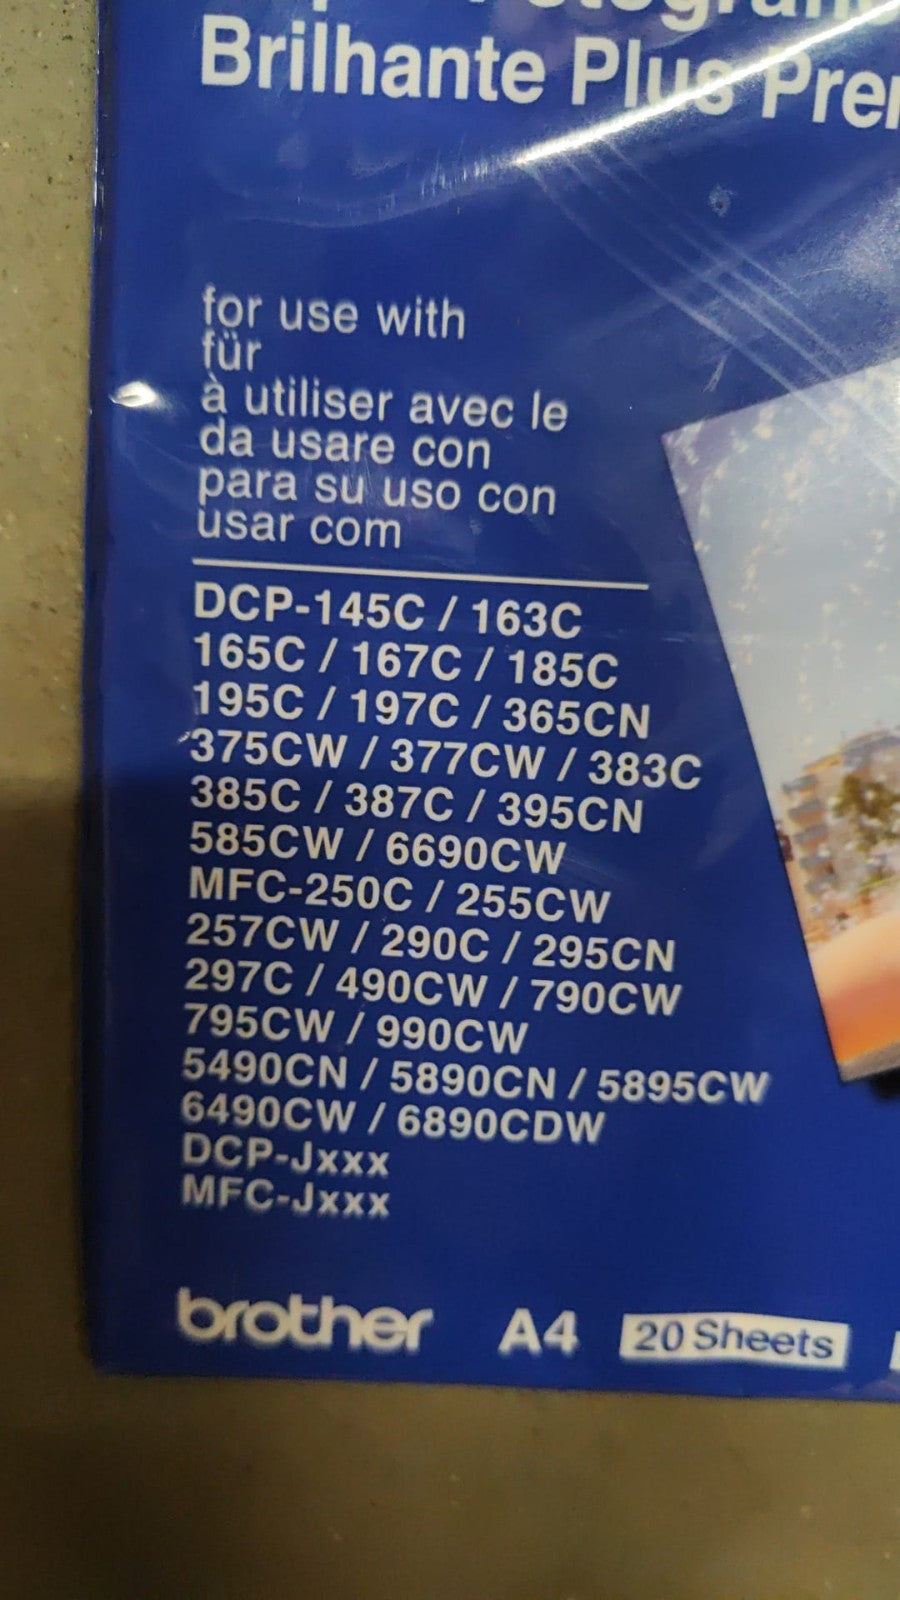 Brilhante Plus
for use with
für
à utiliser avec le
da usare con
para su uso con
usar com
DCP-145C / 163C
165C / 167C / 185C
195C / 197C / 365CN
375CW / 377CW / 383C
385C / 387C / 395CN
585CW / 6690CW
MFC-250C / 255CW
257CW / 290C / 295CN
297C / 490CW / 790CW
795CW / 990CW
5490CN / 5890CN / 5895CW
6490CW / 6890CDW
DCP-Jxxx
MFC-Jxxx
brother A4 20 Sheets